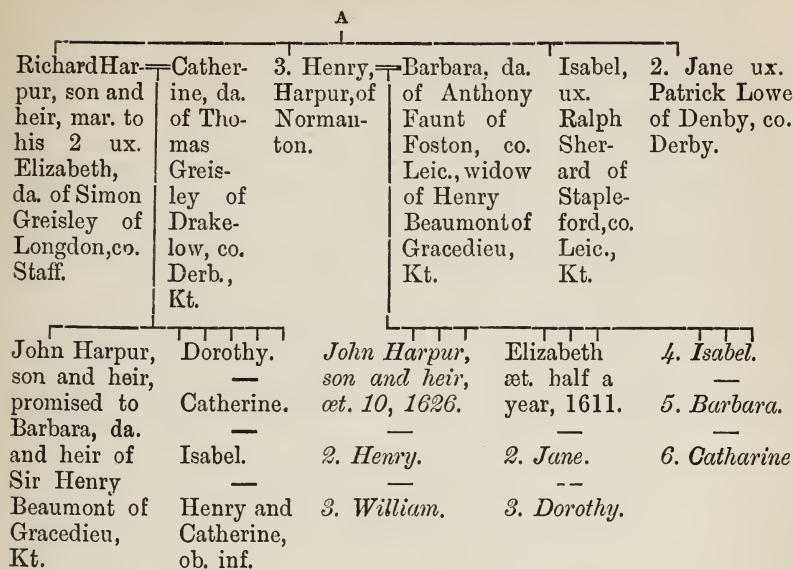 A
RichardHar-
pur, son and
heir, mar. to
his 2 ux.
Elizabeth,
da. of Simon
Greisley of
Longdon,co.
Staff.
Cather-
ine, da.
of Tho-
mas
Greis-
ley of
Drake-
low, co.
Derb.,
Kt.
3. Henry,
Harpur,of
Norman-
ton.
Barbara, da.
of Anthony
Faunt of
Foston, co.
Leic., widow
of Henry
Beaumont of
Gracedieu,
Kt.
Isabel,
ux.
Ralph
Sher-
ard of
Staple-
ford,co.
Leic.,
Kt.
2. Jane ux.
Patrick Lowe
of Denby, co.
Derby.
John Harpur,
son and heir,
promised to
Barbara, da.
and heir of
Sir Henry
Beaumont of
Gracedieu,
Kt.
Dorothy.
—
Catherine.
—
Isabel.
—
Henry and
Catherine,
ob. inf.
John Harpur,
son and heir,
œt. 10, 1626.
—
2. Henry.
—
3. William.
Elizabeth
æt. half a
year, 1611.
—
2. Jane.
--
3. Dorothy.
4. Isabel.
—
5. Barbara.
—
6. Catharine